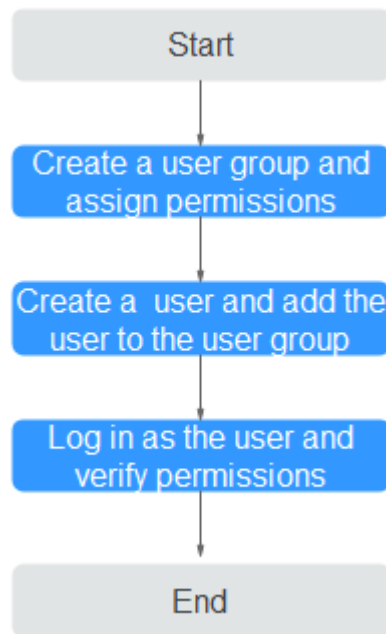 Start
Create a user group and
assign permissions
Create a  user and add the
user to the user group
Log in as the user and
verify permissions
End